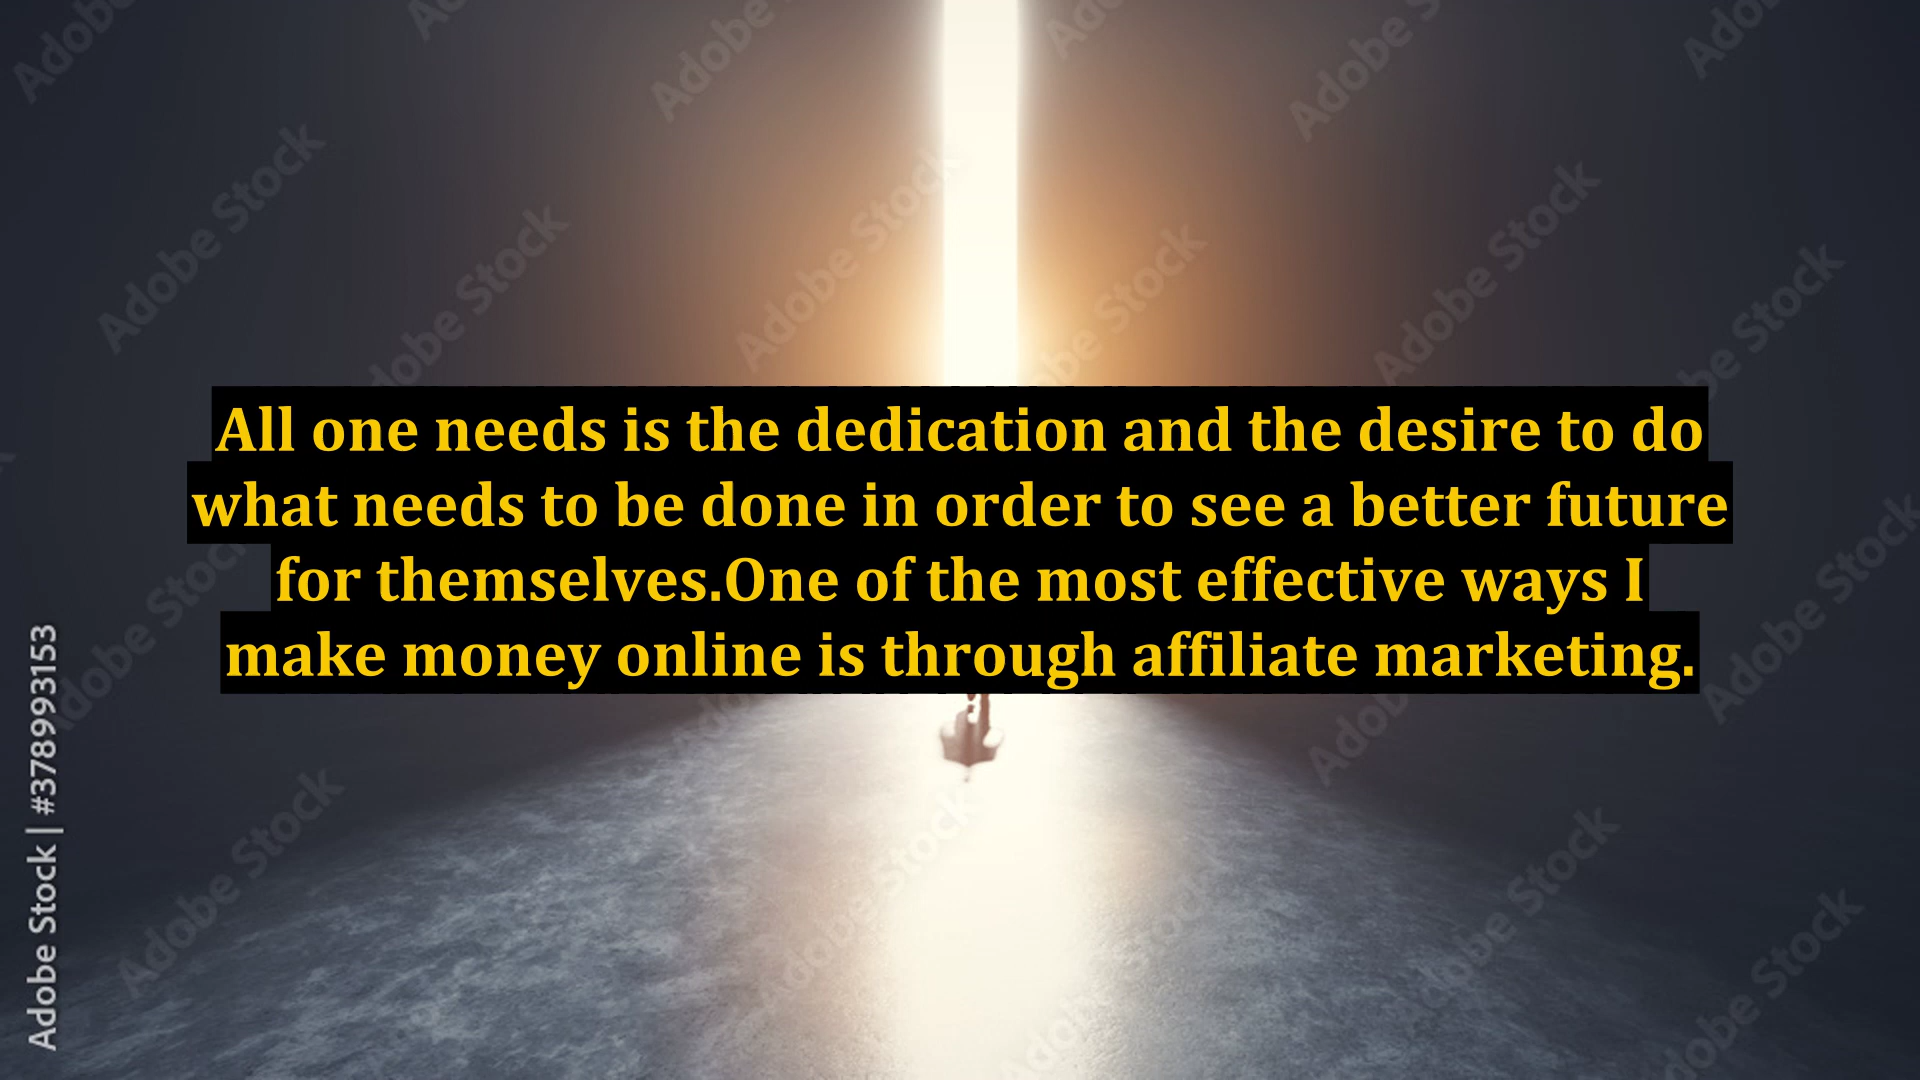 All one needs is the dedication and the desire to do
what needs to be done in order to see a better future
for themselves.One of the most effective ways I
make money online is through affiliate marketing.
Adobe Stock | #378993153
Adobe Stock